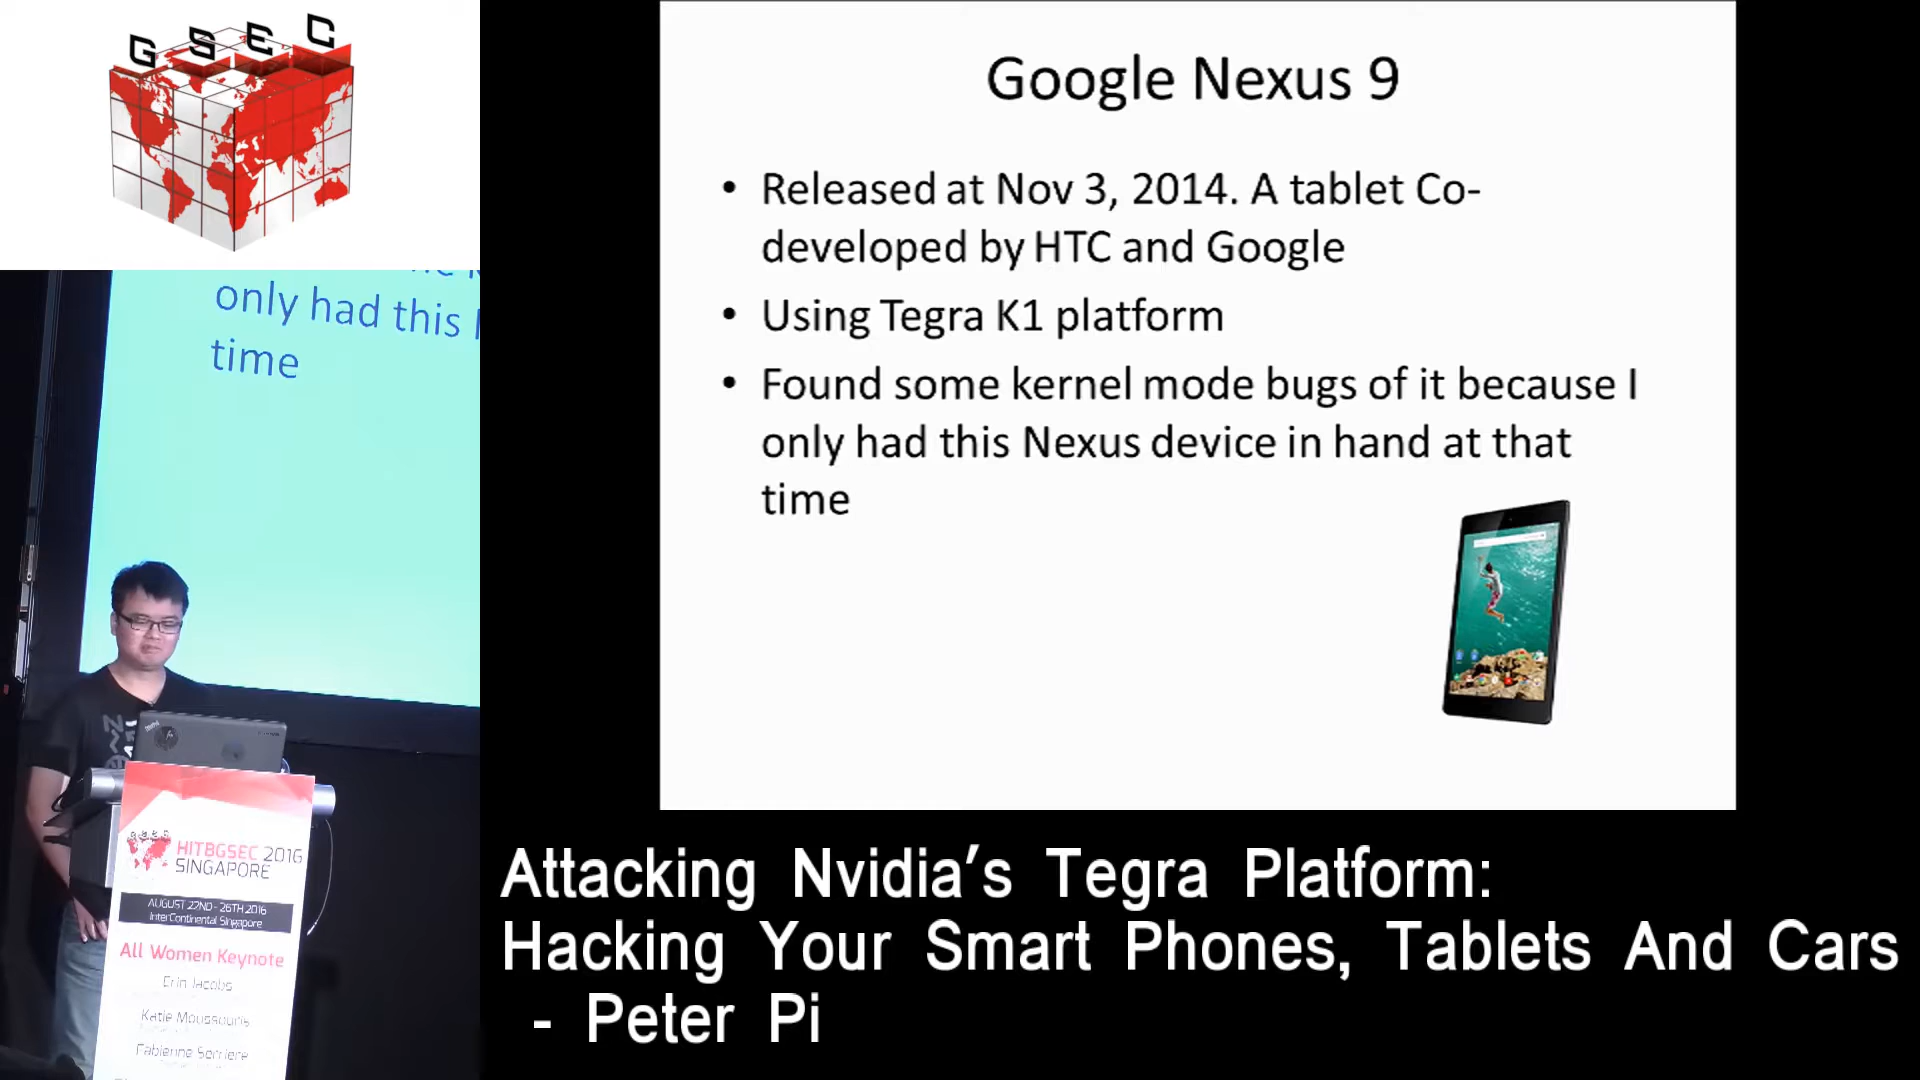 GSEC
only had this
time
HITBGSEC 2016
SINGAPORE
AUGUST 22ND - 26TH 2016
InterContinental Singapore
All Women Keynote
Erin Jacobs
Katie Moussouris
Fabienne Serriere
Google Nexus 9
• Released at Nov 3, 2014. A tablet Co-
developed by HTC and Google
• Using Tegra K1 platform
• Found some kernel mode bugs of it because I
only had this Nexus device in hand at that
time
Attacking Nvidia's Tegra Platform:
Hacking Your Smart Phones, Tablets And Cars
- Peter Pi